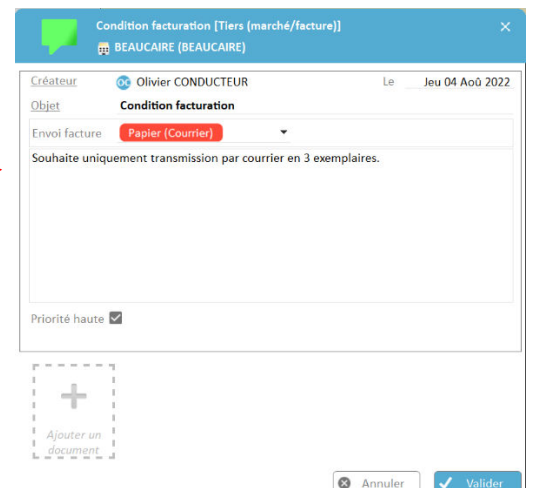 Condition facturation [Tiers (marché/facture)]
BEAUCAIRE (BEAUCAIRE)
Créateur OC Olivier CONDUCTEUR Le Jeu 04 Aoû 2022
Objet Condition facturation
Envoi facture Papier (Courrier)
Souhaite uniquement transmission par courrier en 3 exemplaires.
Priorité haute
Ajouter un
document
Annuler Valider